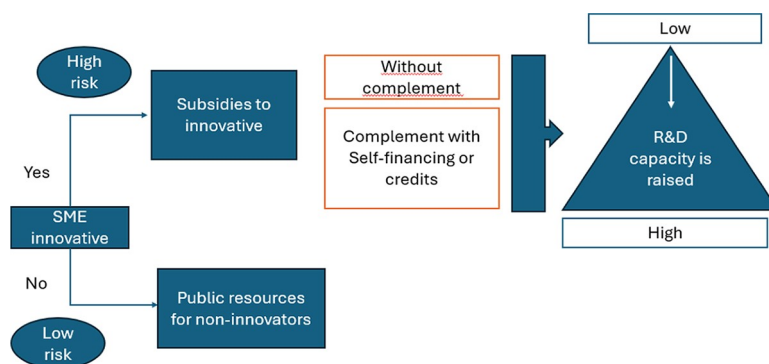 High
risk
Subsidies to
innovative
Yes
SME
innovative
No
Low
risk
Public resources
for non-innovators
Without
complement
Complement with
Self-financing or
credits
Low
R&D
capacity is
raised
High